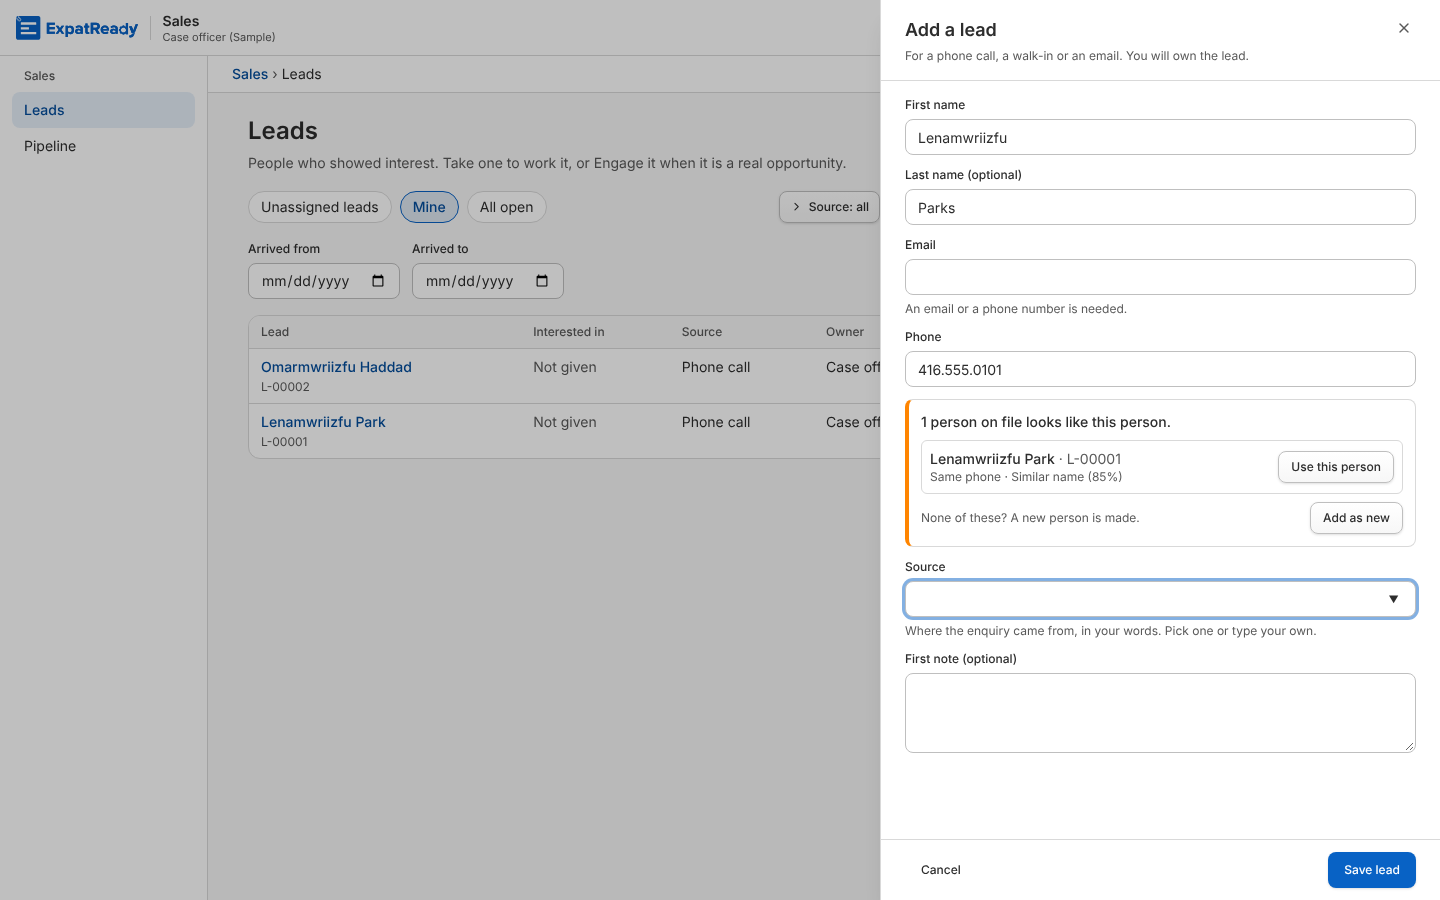 ExpatReady
Sales
Case officer (Sample)
Sales
Leads
Pipeline
Sales › Leads
Leads
People who showed interest. Take one to work it, or Engage it when it is a real opportunity.
Unassigned leads
Mine
All open
Source: all
Arrived from
Arrived to
mm/dd/yyyy
mm/dd/yyyy
Lead
Interested in
Source
Owner
Omarmwriizfu Haddad
L-00002
Not given
Phone call
Case off
Lenamwriizfu Park
L-00001
Not given
Phone call
Case off
Add a lead
For a phone call, a walk-in or an email. You will own the lead.
First name
Lenamwriizfu
Last name (optional)
Parks
Email
An email or a phone number is needed.
Phone
416.555.0101
1 person on file looks like this person.
Lenamwriizfu Park · L-00001
Same phone · Similar name (85%)
Use this person
None of these? A new person is made.
Add as new
Source
Where the enquiry came from, in your words. Pick one or type your own.
First note (optional)
Cancel
Save lead